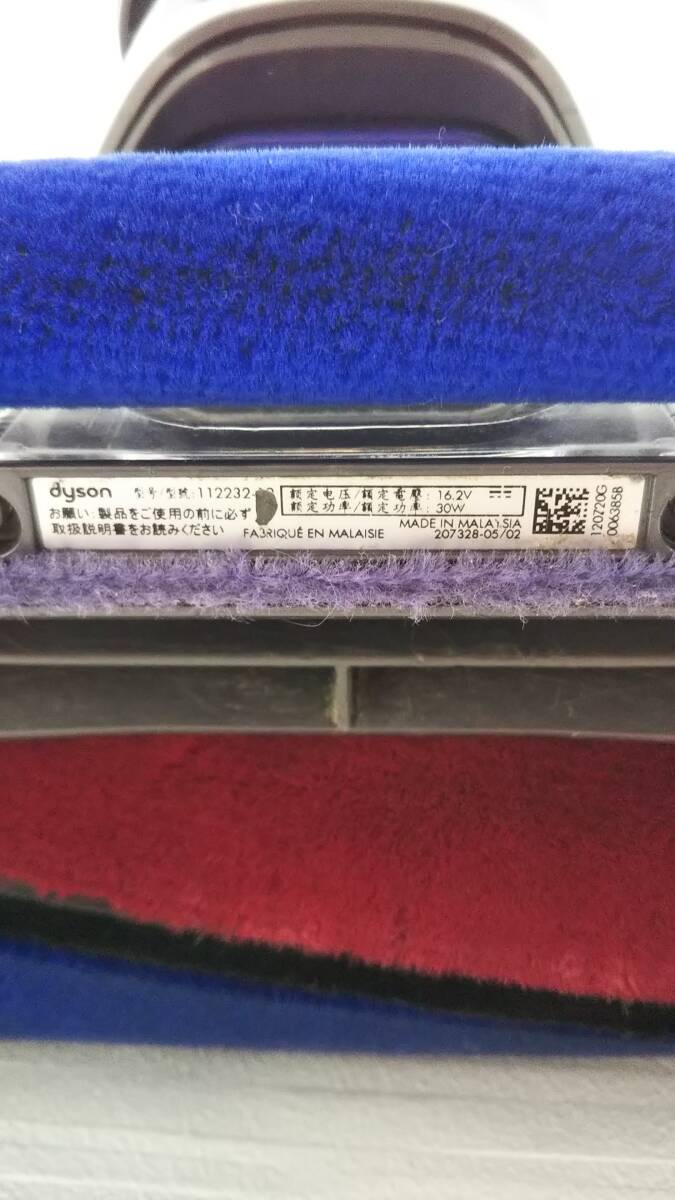 dyson 型号/型號:112232-
お願い:製品をご使用の前に必ず
取扱説明書をお読みください
额定电压/額定電壓: 16.2V
额定功率/額定功率: 30W
FABRIQUÉ EN MALAISIE
MADE IN MALAYSIA
207328-05/02
120720G
0063858